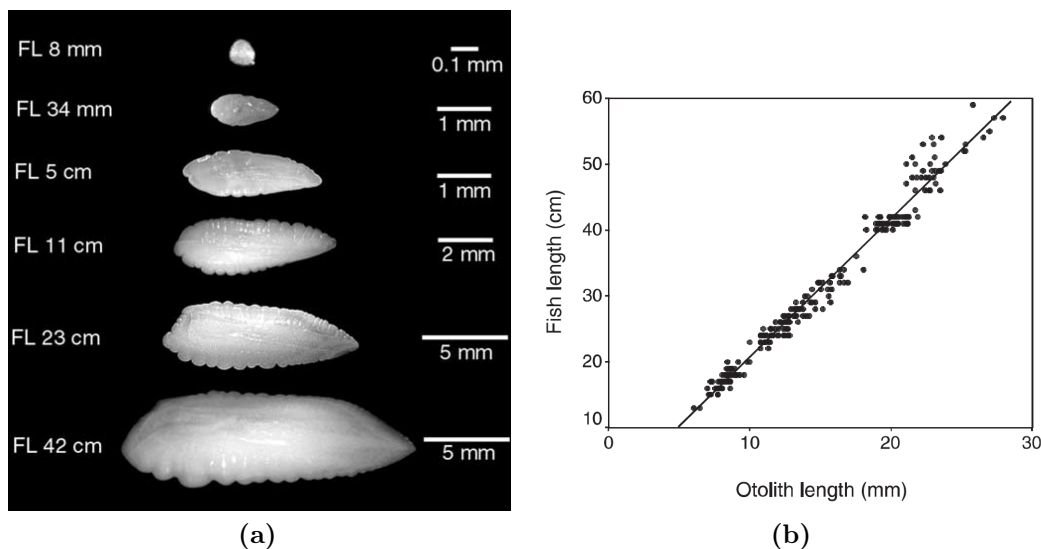 FL 8 mm
0.1 mm
FL 34 mm
1 mm
FL 5 cm
1 mm
FL 11 cm
2 mm
FL 23 cm
5 mm
FL 42 cm
5 mm
(a)
60
50
40
30
20
10
Fish length (cm)
0 10 20 30
Otolith length (mm)
(b)